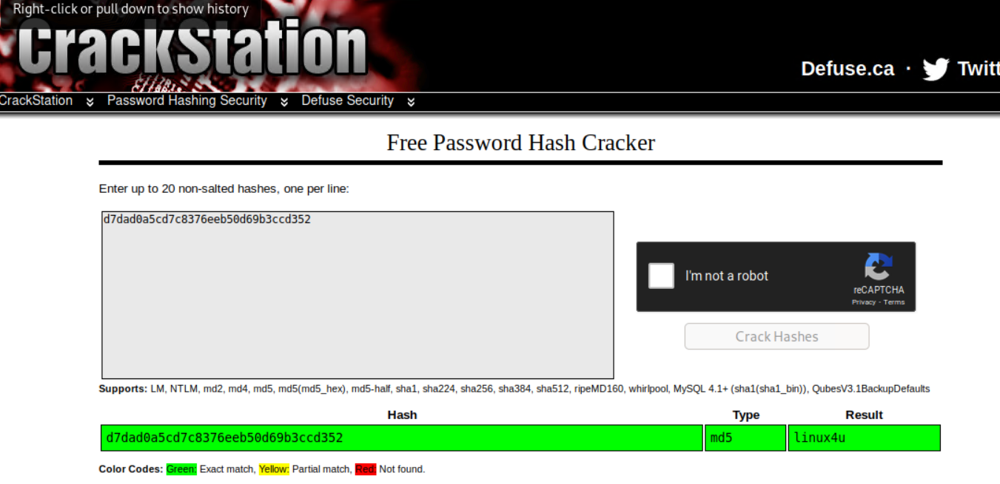 Right-click or pull down to show history
CrackStation
Defuse.ca · Twitt
CrackStation Password Hashing Security Defuse Security
Free Password Hash Cracker
Enter up to 20 non-salted hashes, one per line:
d7dad0a5cd7c8376eeb50d69b3ccd352
I'm not a robot
reCAPTCHA
Privacy - Terms
Crack Hashes
Supports: LM, NTLM, md2, md4, md5, md5(md5_hex), md5-half, sha1, sha224, sha256, sha384, sha512, ripeMD160, whirlpool, MySQL 4.1+ (sha1(sha1_bin)), QubesV3.1BackupDefaults
Hash Type Result
d7dad0a5cd7c8376eeb50d69b3ccd352 md5 linux4u
Color Codes: Green: Exact match, Yellow: Partial match, Red: Not found.